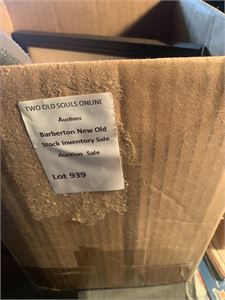 TWO OLD SOULS ONLINE
Auctions
Barberton New Old
Stock Inventory Sale
Auction Sale
Lot 939